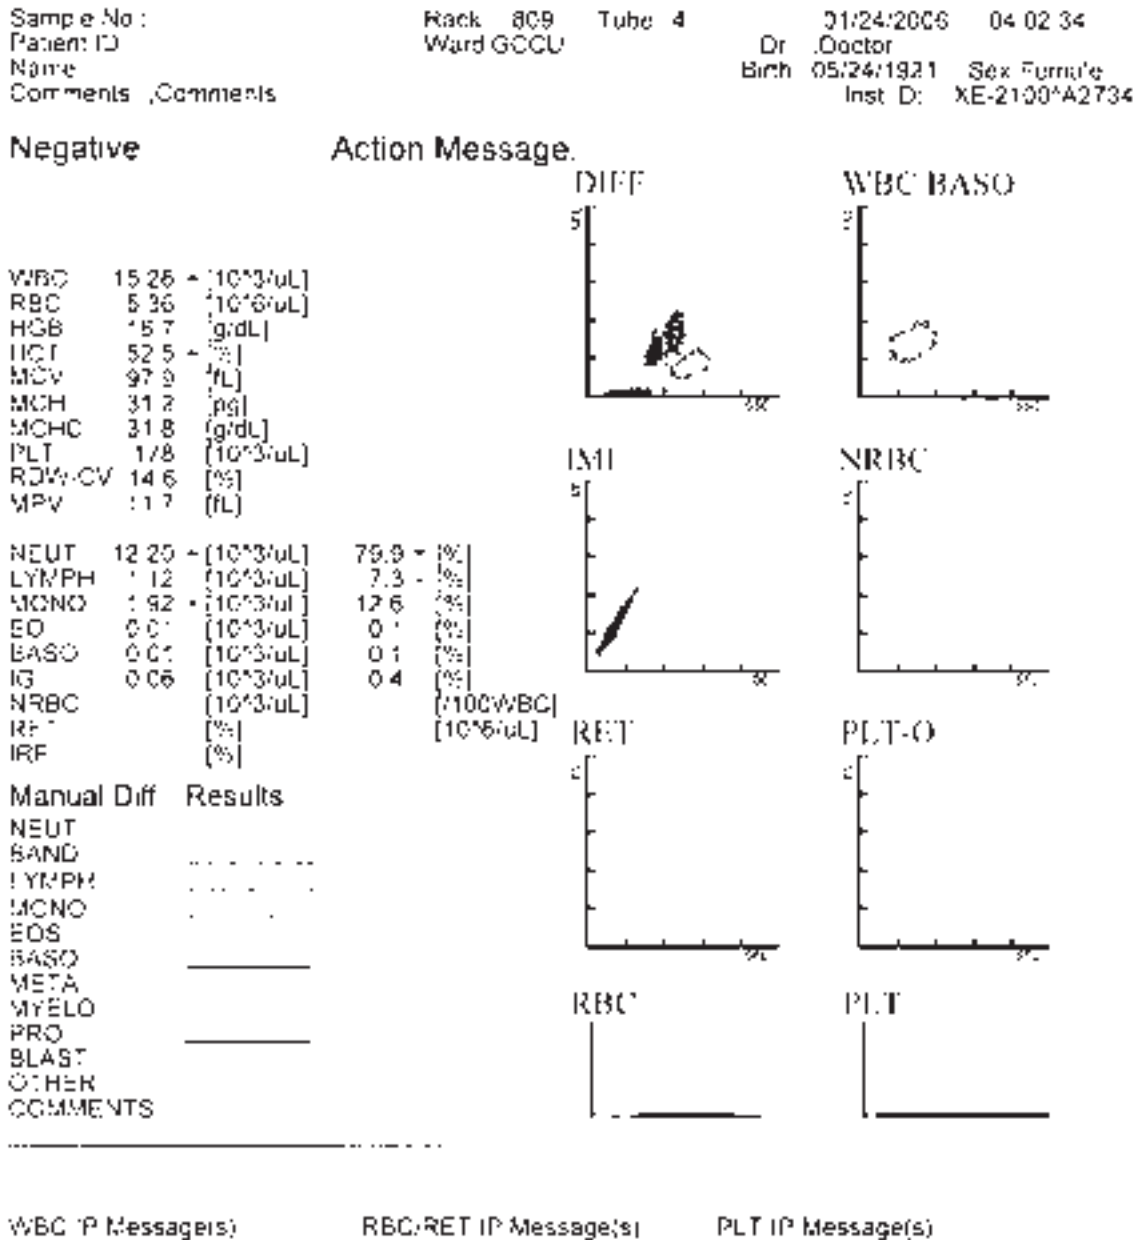 Sample No :
Rack 809 Tube 4
01/24/2006 04 02 34
Patient ID
Ward GCCU
Dr .Doctor
Name
Birth 05/24/1921 Sex Female
Comments ,Comments
Inst D: XE-2100^A2734
Negative
Action Message.
DIFF
WBC BASO
WBC [10^3/uL]
RBC 5 36 [10^6/uL]
HGB [g/dL]
HCT 52 5 [%]
MCV 97 9 [fL]
MCH 31 2 [pg]
MCHC 31 8 [g/dL]
PLT 178 [10^3/uL]
RDW-CV 14 6 [%]
MPV 11 7 [fL]
IMI
NRBC
NEUT 12 20 + [10^3/uL] 79.9 + [%]
LYMPH 1 12 [10^3/uL] 7.3 - [%]
MONO 1 92 + [10^3/uL] 12 6 [%]
EO 0 01 [10^3/uL] 0 1 [%]
BASO 0 01 [10^3/uL] 0 1 [%]
IG 0 06 [10^3/uL] 0 4 [%]
NRBC [10^3/uL] [/100WBC]
RET [%] [10^6/uL]
IRF [%]
RET
PLT-O
Manual Diff Results
NEUT
BAND
LYMPH
MONO
EOS
BASO
META
MYELO
PRO
BLAST
OTHER
COMMENTS
RBC
PLT
WBC IP Message(s)
RBC/RET IP Message(s)
PLT IP Message(s)